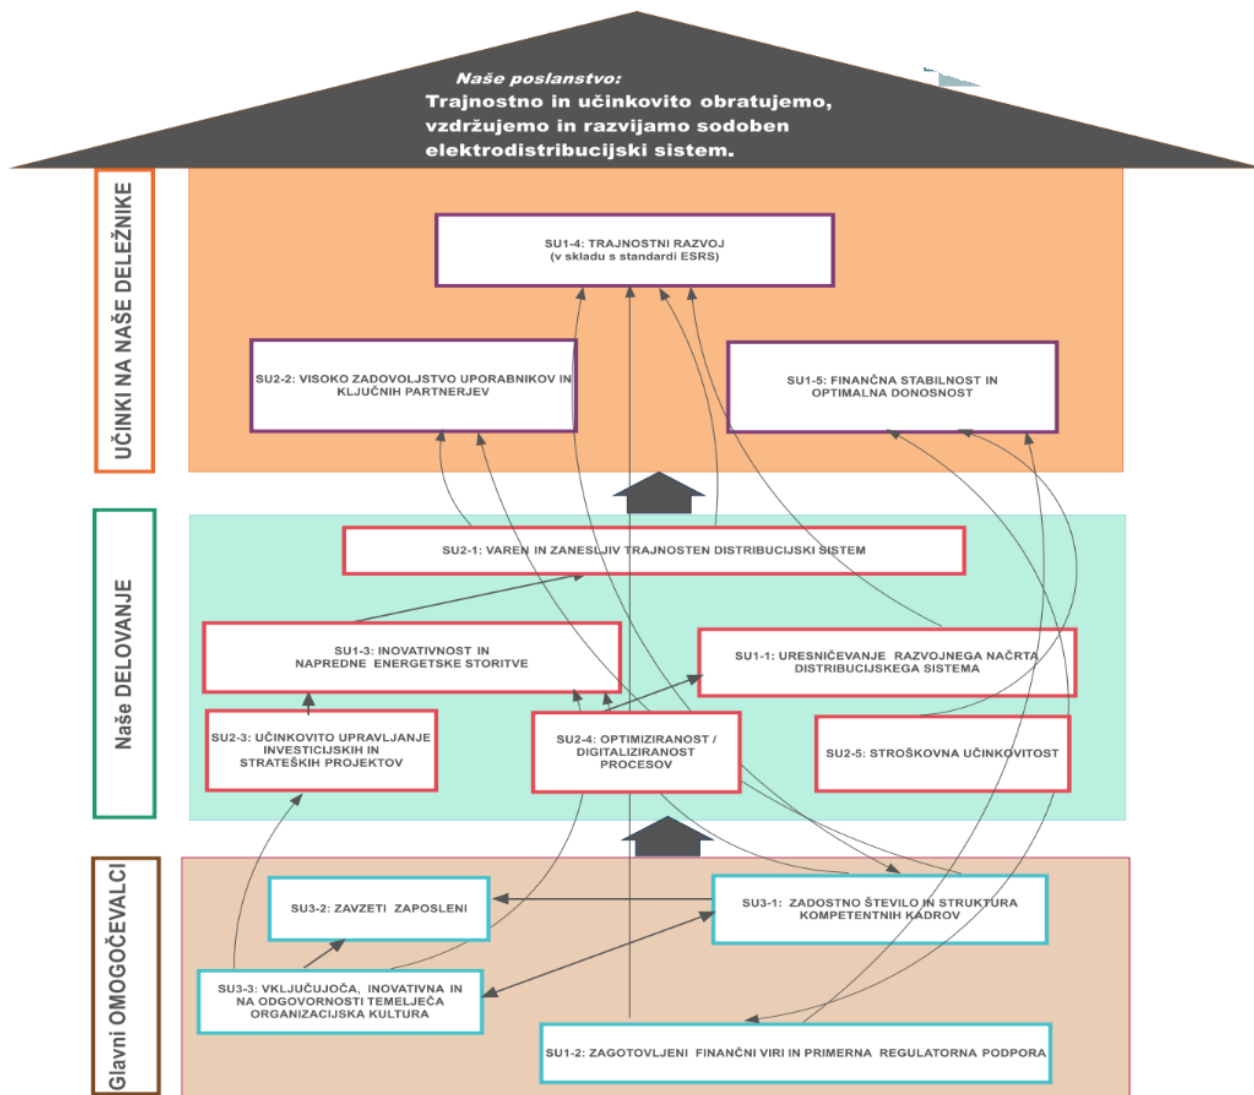 Naše poslanstvo:
Trajnostno in učinkovito obratujemo,
vzdržujemo in razvijamo sodoben
elektrodistribucijski sistem.
UČINKI NA NAŠE DELEŽNIKE
SU1-4: TRAJNOSTNI RAZVOJ
(v skladu s standardi ESRS)
SU2-2: VISOKO ZADOVOLJSTVO UPORABNIKOV IN
KLJUČNIH PARTNERJEV
SU1-5: FINANČNA STABILNOST IN
OPTIMALNA DONOSNOST
Naše DELOVANJE
SU2-1: VAREN IN ZANESLJIV TRAJNOSTEN DISTRIBUCIJSKI SISTEM
SU1-3: INOVATIVNOST IN
NAPREDNE ENERGETSKE STORITVE
SU1-1: URESNIČEVANJE RAZVOJNEGA NAČRTA
DISTRIBUCIJSKEGA SISTEMA
SU2-3: UČINKOVITO UPRAVLJANJE
INVESTICIJSKIH IN
STRATEŠKIH PROJEKTOV
SU2-4: OPTIMIZIRANOST /
DIGITALIZIRANOST
PROCESOV
SU2-5: STROŠKOVNA UČINKOVITOST
Glavni OMOGOČEVALCI
SU3-2: ZAVZETI ZAPOSLENI
SU3-1: ZADOSTNO ŠTEVILO IN STRUKTURA
KOMPETENTNIH KADROV
SU3-3: VKLJUČUJOČA, INOVATIVNA IN
NA ODGOVORNOSTI TEMELJEČA
ORGANIZACIJSKA KULTURA
SU1-2: ZAGOTOVLJENI FINANČNI VIRI IN PRIMERNA REGULATORNA PODPORA